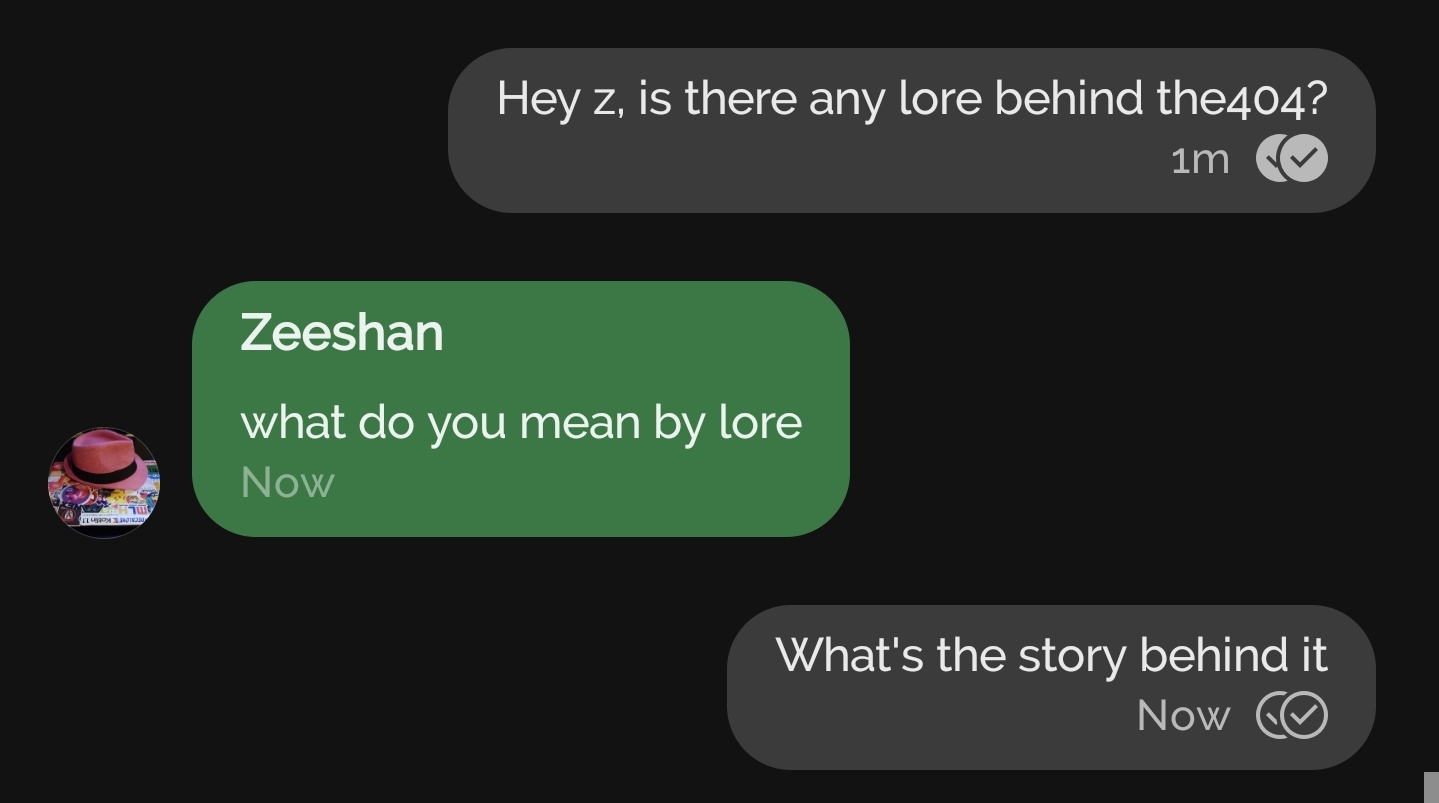 Hey z, is there any lore behind the404?
1m
Zeeshan
what do you mean by lore
Now
What's the story behind it
Now